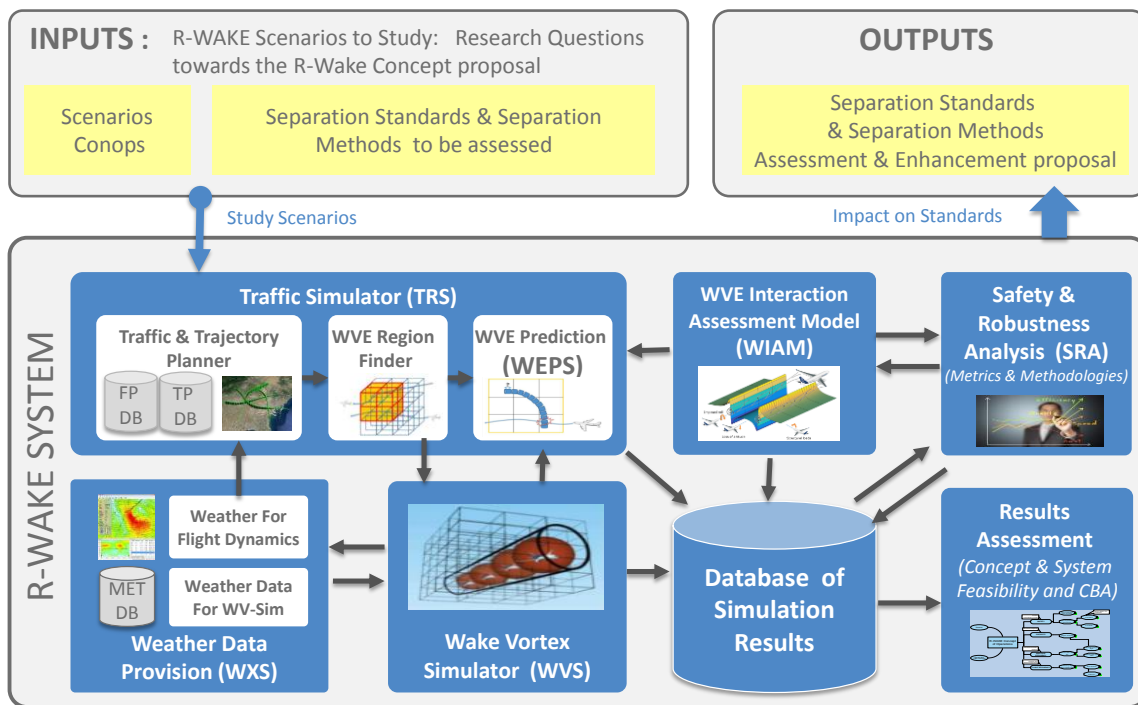 INPUTS : R-WAKE Scenarios to Study: Research Questions
towards the R-Wake Concept proposal
Scenarios
Conops
Separation Standards & Separation
Methods to be assessed
OUTPUTS
Separation Standards
& Separation Methods
Assessment & Enhancement proposal
Study Scenarios
Impact on Standards
R-WAKE SYSTEM
Traffic Simulator (TRS)
Traffic & Trajectory
Planner
FP
DB
TP
DB
WVE Region
Finder
WVE Prediction
(WEPS)
WVE Interaction
Assessment Model
(WIAM)
Safety &
Robustness
Analysis (SRA)
(Metrics & Methodologies)
Weather For
Flight Dynamics
MET
DB
Weather Data
For WV-Sim
Weather Data
Provision (WXS)
Wake Vortex
Simulator (WVS)
Database of
Simulation
Results
Results
Assessment
(Concept & System
Feasibility and CBA)